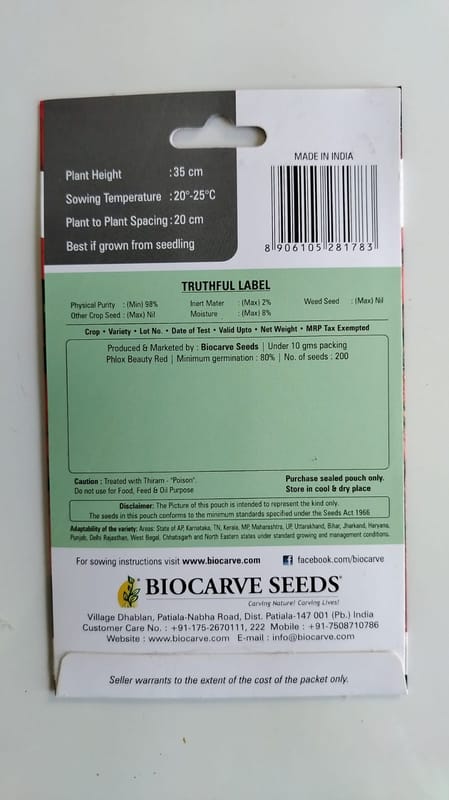 Plant Height : 35 cm
Sowing Temperature : 20°-25°C
Plant to Plant Spacing : 20 cm
Best if grown from seedling
MADE IN INDIA
8 906105 281783
TRUTHFUL LABEL
Physical Purity : (Min) 98% Inert Mater : (Max) 2% Weed Seed : (Max) Nil
Other Crop Seed : (Max) Nil Moisture : (Max) 8%
Crop • Variety • Lot No. • Date of Test • Valid Upto • Net Weight • MRP Tax Exempted
Produced & Marketed by : Biocarve Seeds | Under 10 gms packing
Phlox Beauty Red | Minimum germination : 80% | No. of seeds : 200
Caution : Treated with Thiram - "Poison". Purchase sealed pouch only.
Do not use for Food, Feed & Oil Purpose Store in cool & dry place
Disclaimer: The Picture of this pouch is intended to represent the kind only.
The seeds in this pouch conforms to the minimum standards specified under the Seeds Act 1966
Adaptability of the variety: Areas: State of AP, Karnataka, TN, Kerala, MP, Maharashtra, UP, Uttarakhand, Bihar, Jharkand, Haryana,
Punjab, Delhi Rajasthan, West Begal, Chhatisgarh and North Eastern states under standard growing and management conditions.
For sowing instructions visit www.biocarve.com f facebook.com/biocarve
BIOCARVE SEEDS®
Carving Nature! Carving Lives!
Village Dhablan, Patiala-Nabha Road, Dist. Patiala-147 001 (Pb.) India
Customer Care No. : +91-175-2670111, 222 Mobile : +91-7508710786
Website : www.biocarve.com E-mail : info@biocarve.com
Seller warrants to the extent of the cost of the packet only.